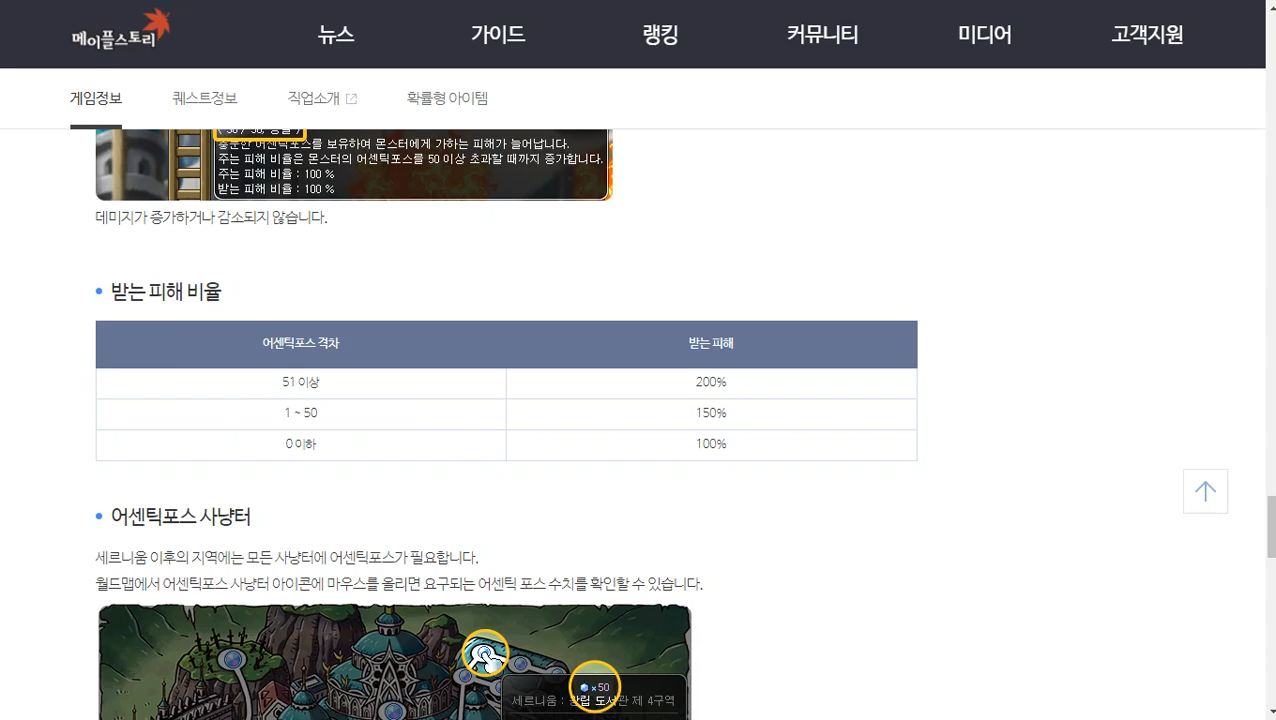 메이플스토리
뉴스 가이드 랭킹 커뮤니티 미디어 고객지원
게임정보 퀘스트정보 직업소개 확률형 아이템
충분한 어센틱포스를 보유하여 몬스터에게 가하는 피해가 늘어납니다.
주는 피해 비율은 몬스터의 어센틱포스를 50 이상 초과할 때까지 증가합니다.
주는 피해 비율 : 100 %
받는 피해 비율 : 100 %
데미지가 증가하거나 감소되지 않습니다.
받는 피해 비율
어센틱포스 격차 받는 피해
51 이상 200%
1 ~ 50 150%
0 이하 100%
어센틱포스 사냥터
세르니움 이후의 지역에는 모든 사냥터에 어센틱포스가 필요합니다.
월드맵에서 어센틱포스 사냥터 아이콘에 마우스를 올리면 요구되는 어센틱 포스 수치를 확인할 수 있습니다.
×50
세르니움 : 왕립 도서관 제 4구역